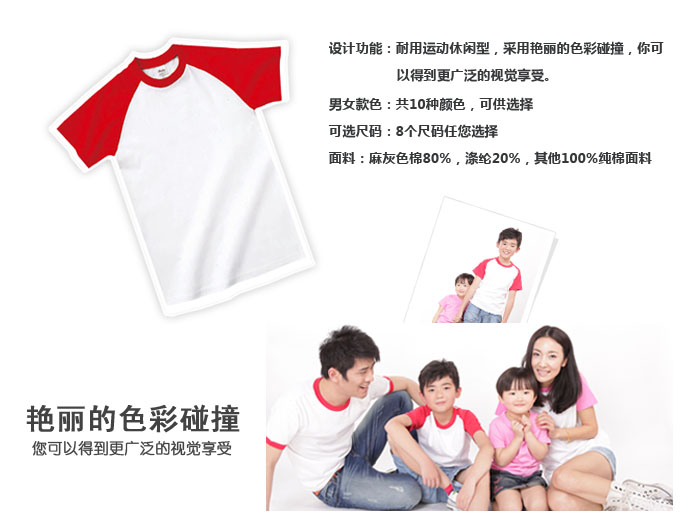 设计功能：耐用运动休闲型，采用艳丽的色彩碰撞，你可
以得到更广泛的视觉享受。
男女款色：共10种颜色，可供选择
可选尺码：8个尺码任您选择
面料：麻灰色棉80%，涤纶20%，其他100%纯棉面料
艳丽的色彩碰撞
您可以得到更广泛的视觉享受